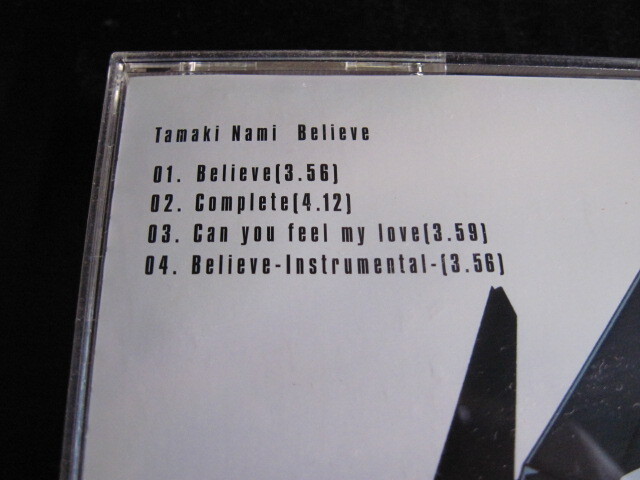 Tamaki Nami Believe
01. Believe(3.56)
02. Complete(4.12)
03. Can you feel my love(3.59)
04. Believe-Instrumental-(3.56)